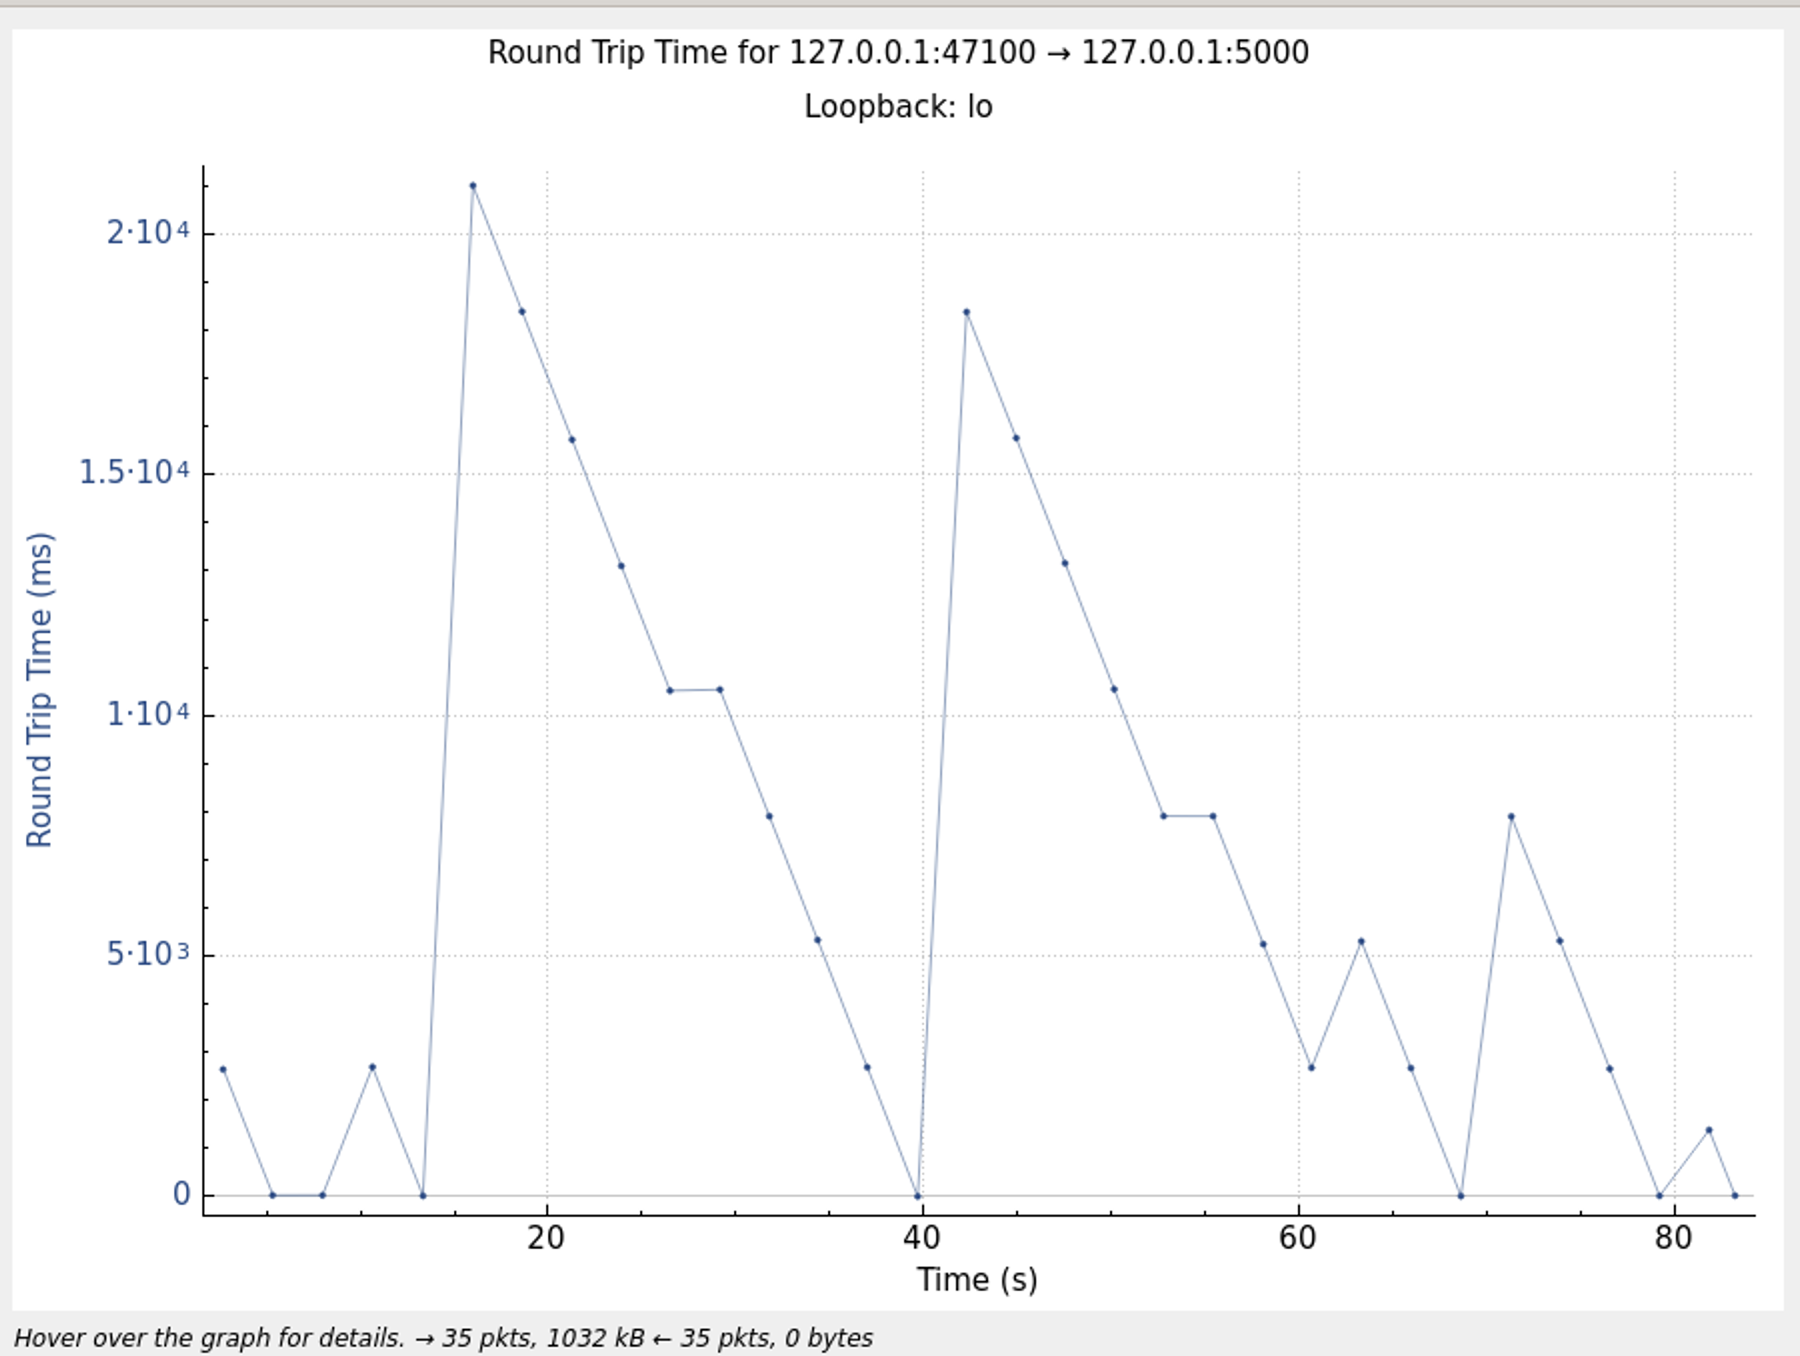 Round Trip Time for 127.0.0.1:47100 → 127.0.0.1:5000
Loopback: lo
Round Trip Time (ms)
2·10⁴
1.5·10⁴
1·10⁴
5·10³
0
20 40 60 80
Time (s)
Hover over the graph for details. → 35 pkts, 1032 kB ← 35 pkts, 0 bytes